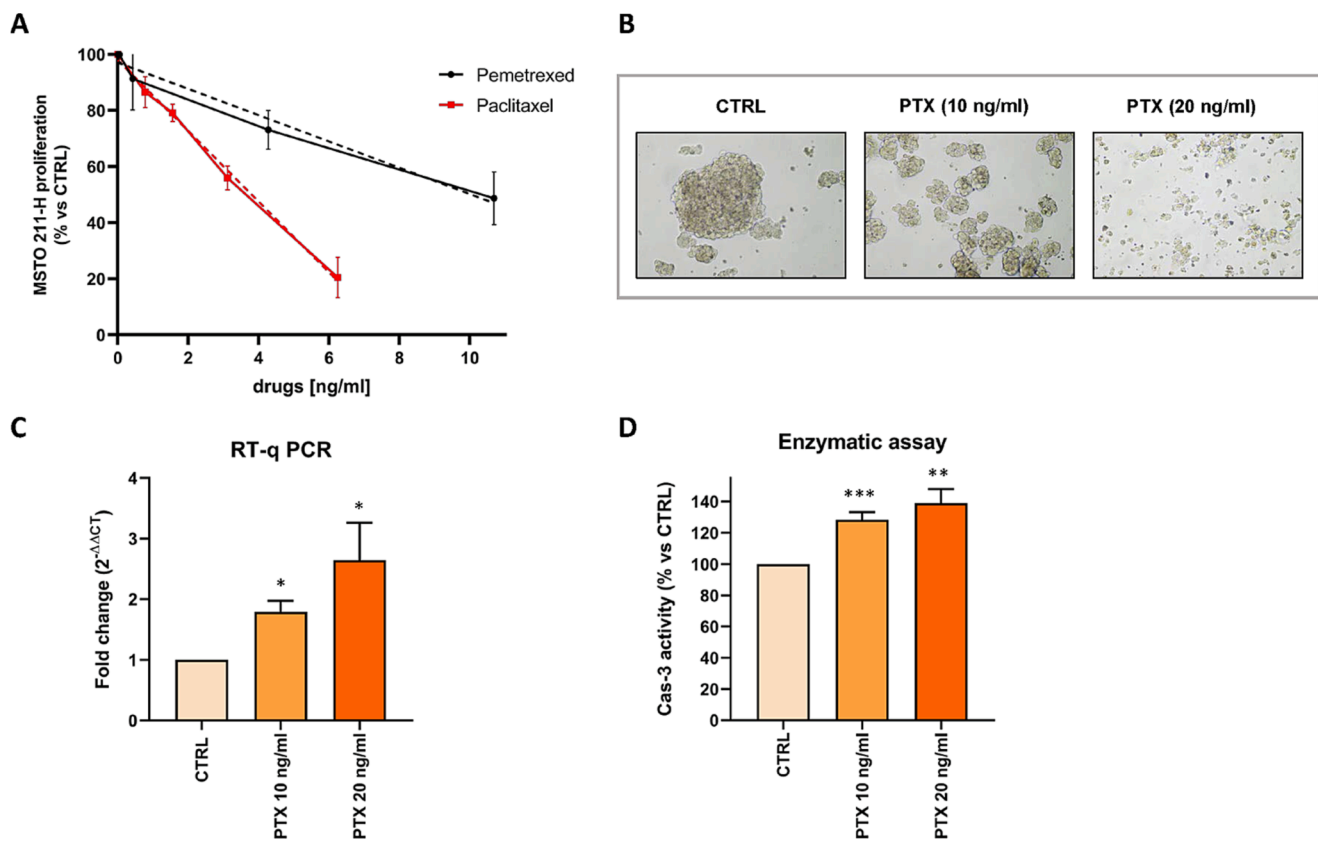 A
MSTO 211-H proliferation
(% vs CTRL)
100
80
60
40
20
0
0 2 4 6 8 10
drugs [ng/ml]
Pemetrexed
Paclitaxel
B
CTRL PTX (10 ng/ml) PTX (20 ng/ml)
C
RT-q PCR
Fold change (2^-ΔΔCT)
4
3
2
1
0
*
*
CTRL
PTX 10 ng/ml
PTX 20 ng/ml
D
Enzymatic assay
Cas-3 activity (% vs CTRL)
140
120
100
80
60
40
20
0
***
**
CTRL
PTX 10 ng/ml
PTX 20 ng/ml